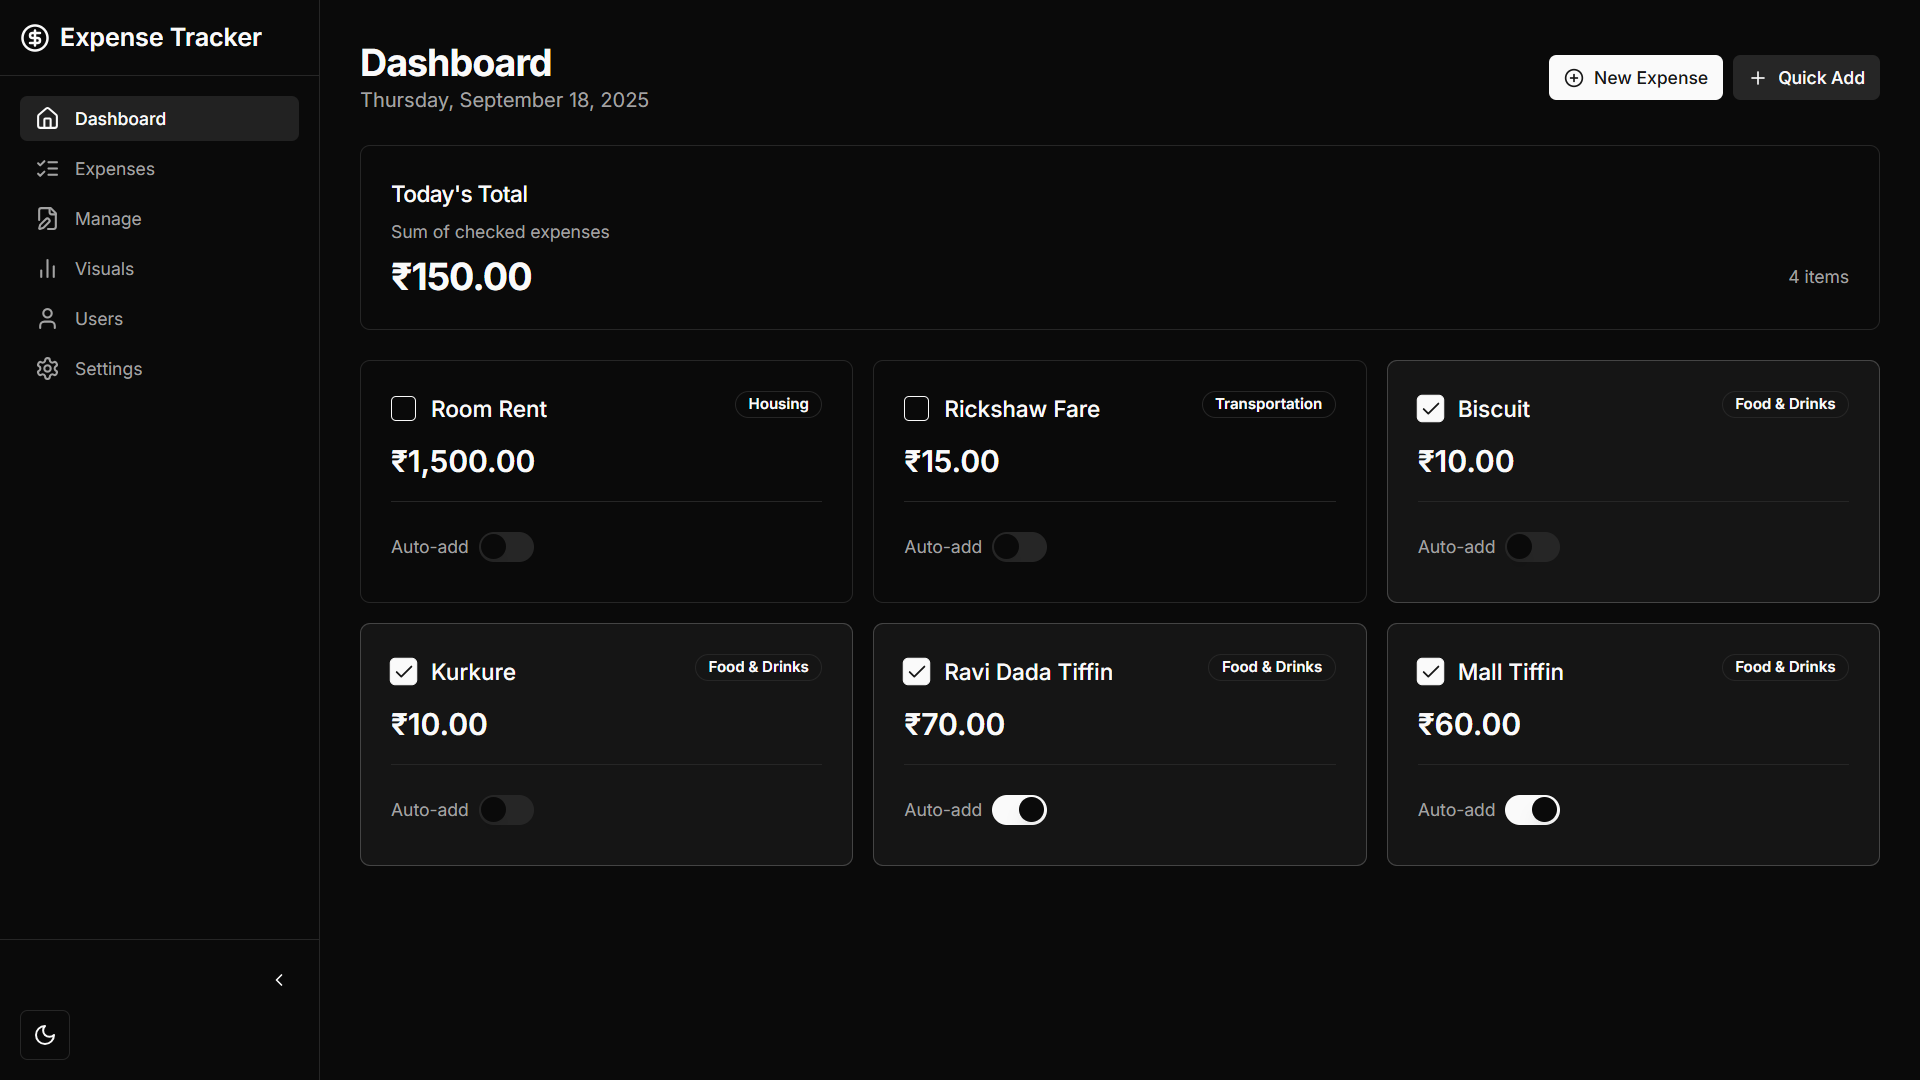 Expense Tracker
Dashboard
Expenses
Manage
Visuals
Users
Settings
Dashboard
Thursday, September 18, 2025
New Expense
Quick Add
Today's Total
Sum of checked expenses
₹150.00
4 items
Room Rent
Housing
₹1,500.00
Auto-add
Rickshaw Fare
Transportation
₹15.00
Auto-add
Biscuit
Food & Drinks
₹10.00
Auto-add
Kurkure
Food & Drinks
₹10.00
Auto-add
Ravi Dada Tiffin
Food & Drinks
₹70.00
Auto-add
Mall Tiffin
Food & Drinks
₹60.00
Auto-add